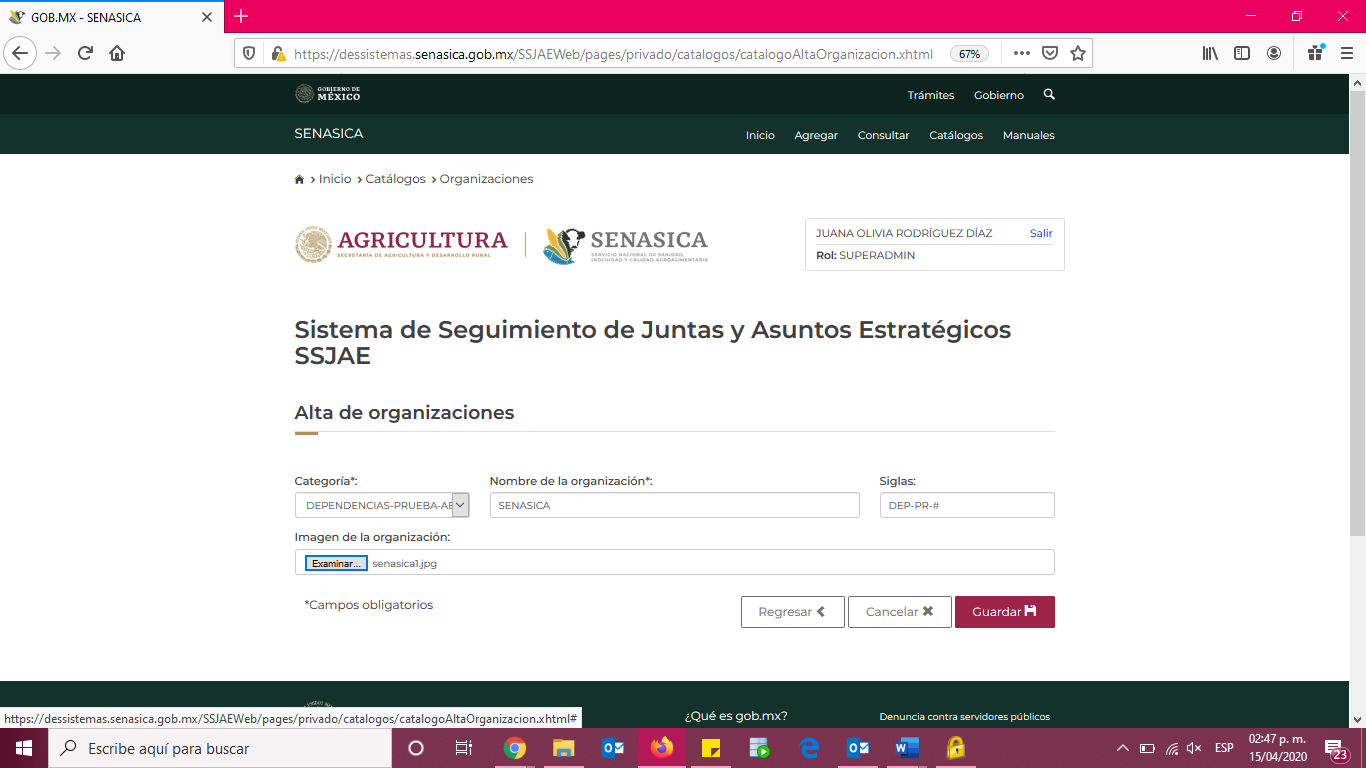 GOB.MX - SENASICA
https://dessistemas.senasica.gob.mx/SSJAEWeb/pages/privado/catalogos/catalogoAltaOrganizacion.xhtml
67%
GOBIERNO DE
MÉXICO
Trámites
Gobierno
SENASICA
Inicio
Agregar
Consultar
Catálogos
Manuales
Inicio
Catálogos
Organizaciones
AGRICULTURA
SECRETARÍA DE AGRICULTURA Y DESARROLLO RURAL
SENASICA
SERVICIO NACIONAL DE SANIDAD,
INOCUIDAD Y CALIDAD AGROALIMENTARIA
JUANA OLIVIA RODRÍGUEZ DÍAZ
Salir
Rol: SUPERADMIN
Sistema de Seguimiento de Juntas y Asuntos Estratégicos
SSJAE
Alta de organizaciones
Categoría*:
Nombre de la organización*:
Siglas:
DEPENDENCIAS-PRUEBA-AB
SENASICA
DEP-PR-#
Imagen de la organización:
Examinar...
senasica1.jpg
*Campos obligatorios
Regresar
Cancelar
Guardar
https://dessistemas.senasica.gob.mx/SSJAEWeb/pages/privado/catalogos/catalogoAltaOrganizacion.xhtml#
¿Qué es gob.mx?
Denuncia contra servidores públicos
Escribe aquí para buscar
ESP
02:47 p. m.
15/04/2020
23